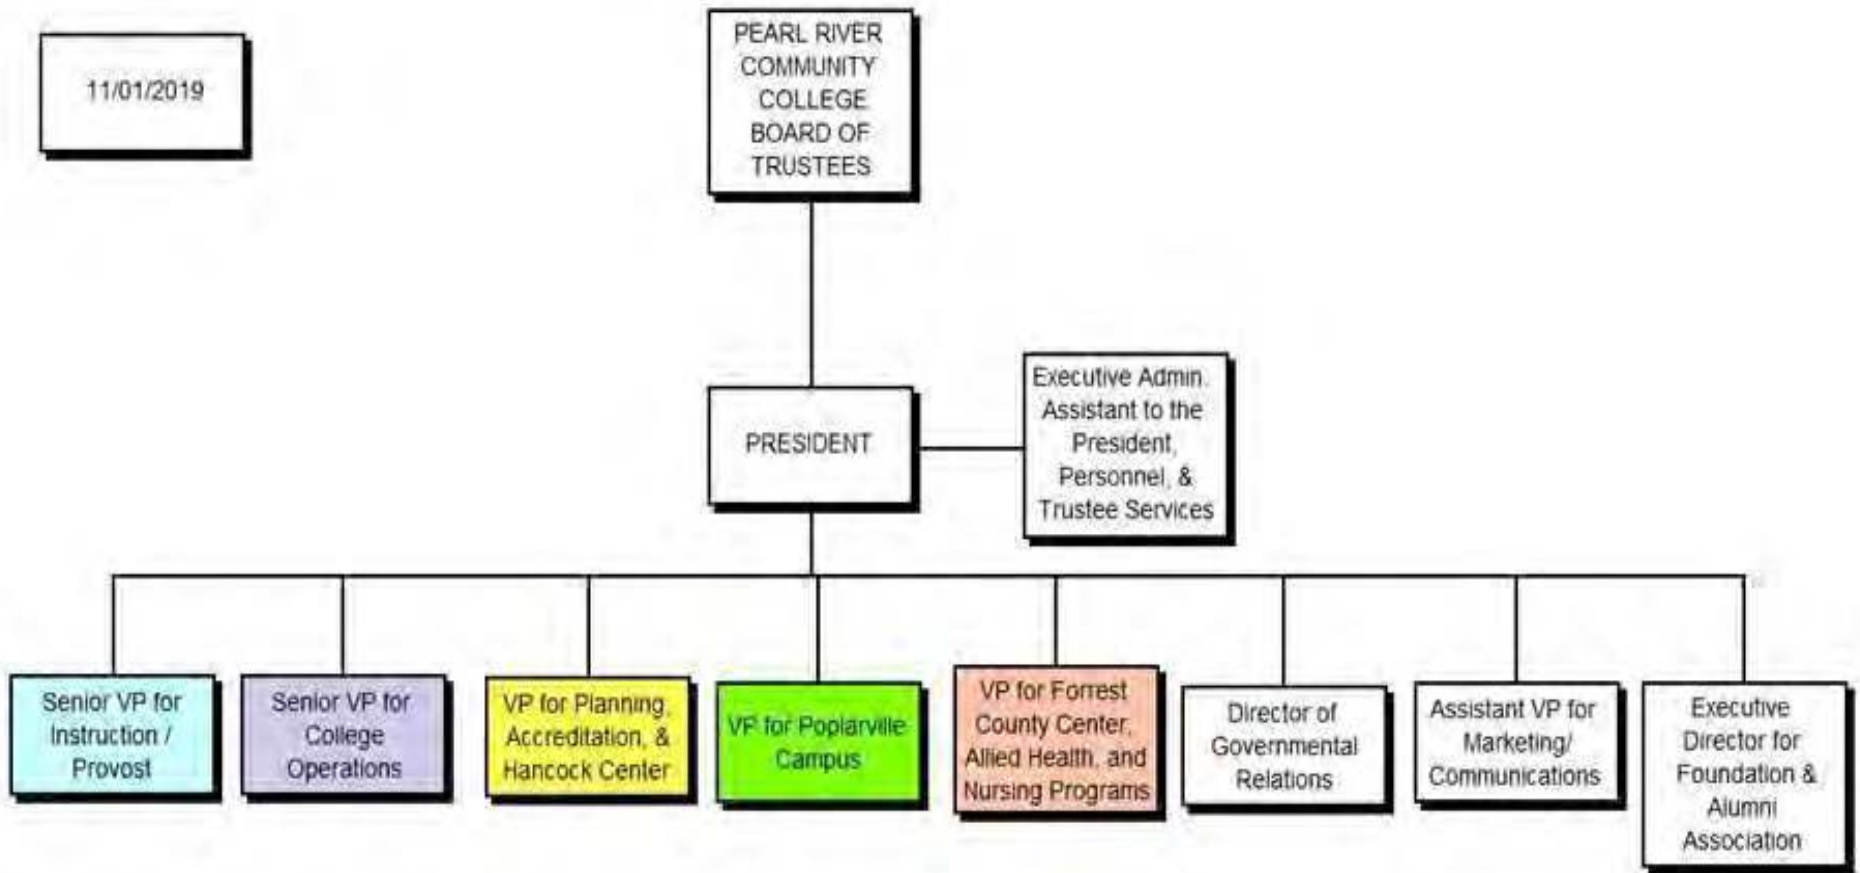 11/01/2019
PEARL RIVER
COMMUNITY
COLLEGE
BOARD OF
TRUSTEES
PRESIDENT
Executive Admin.
Assistant to the
President,
Personnel, &
Trustee Services
Senior VP for
Instruction /
Provost
Senior VP for
College
Operations
VP for Planning,
Accreditation, &
Hancock Center
VP for Poplarville
Campus
VP for Forrest
County Center,
Allied Health, and
Nursing Programs
Director of
Governmental
Relations
Assistant VP for
Marketing/
Communications
Executive
Director for
Foundation &
Alumni
Association